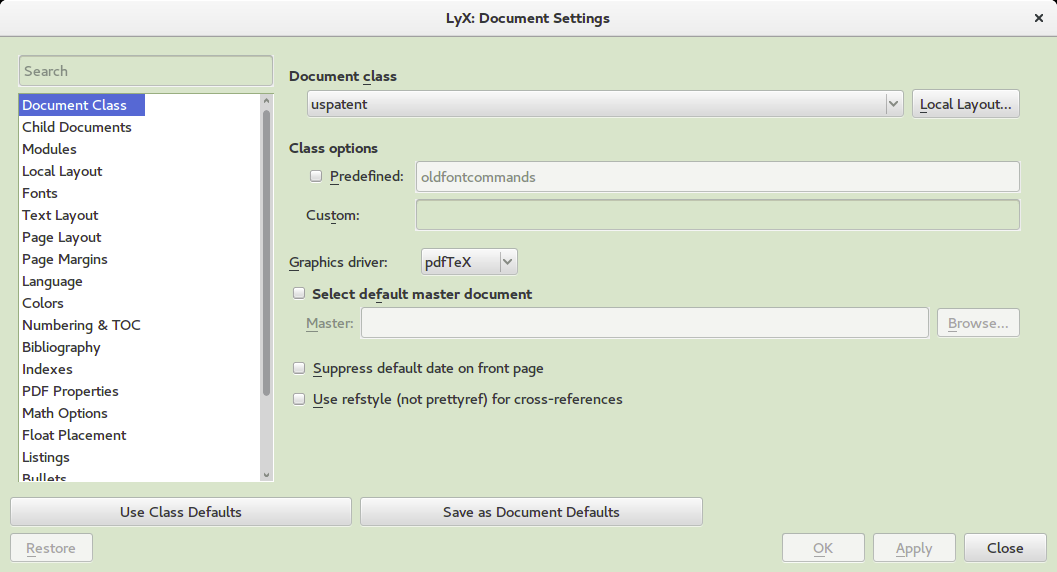 LyX: Document Settings
Search
Document Class
Child Documents
Modules
Local Layout
Fonts
Text Layout
Page Layout
Page Margins
Language
Colors
Numbering & TOC
Bibliography
Indexes
PDF Properties
Math Options
Float Placement
Listings
Bullets
Document class
uspatent
Local Layout...
Class options
Predefined: oldfontcommands
Custom:
Graphics driver: pdfTeX
Select default master document
Master: Browse...
Suppress default date on front page
Use refstyle (not prettyref) for cross-references
Use Class Defaults Save as Document Defaults
Restore OK Apply Close